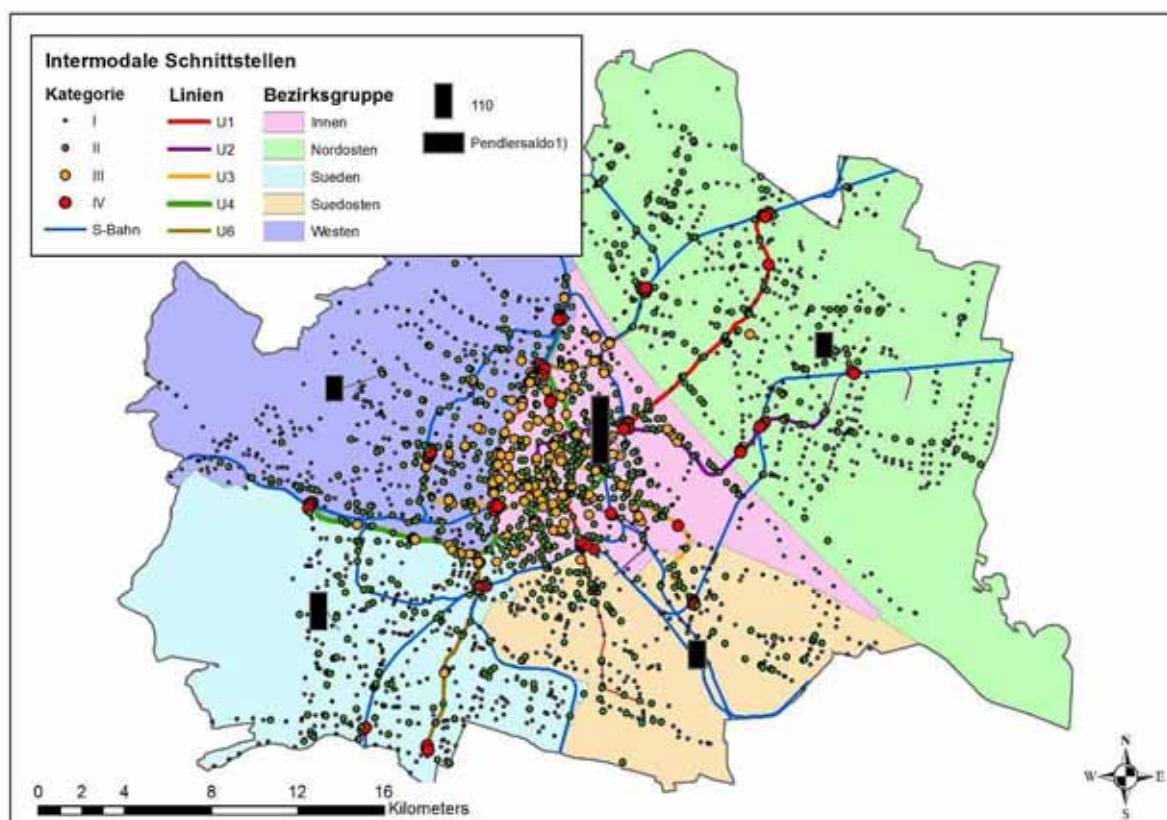 Intermodale Schnittstellen
Kategorie Linien Bezirksgruppe
I U1 Innen 110
II U2 Nordosten Pendlersaldo1)
III U3 Sueden
IV U4 Suedosten
S-Bahn U6 Westen
N
W E
S
0 2 4 8 12 16
Kilometers